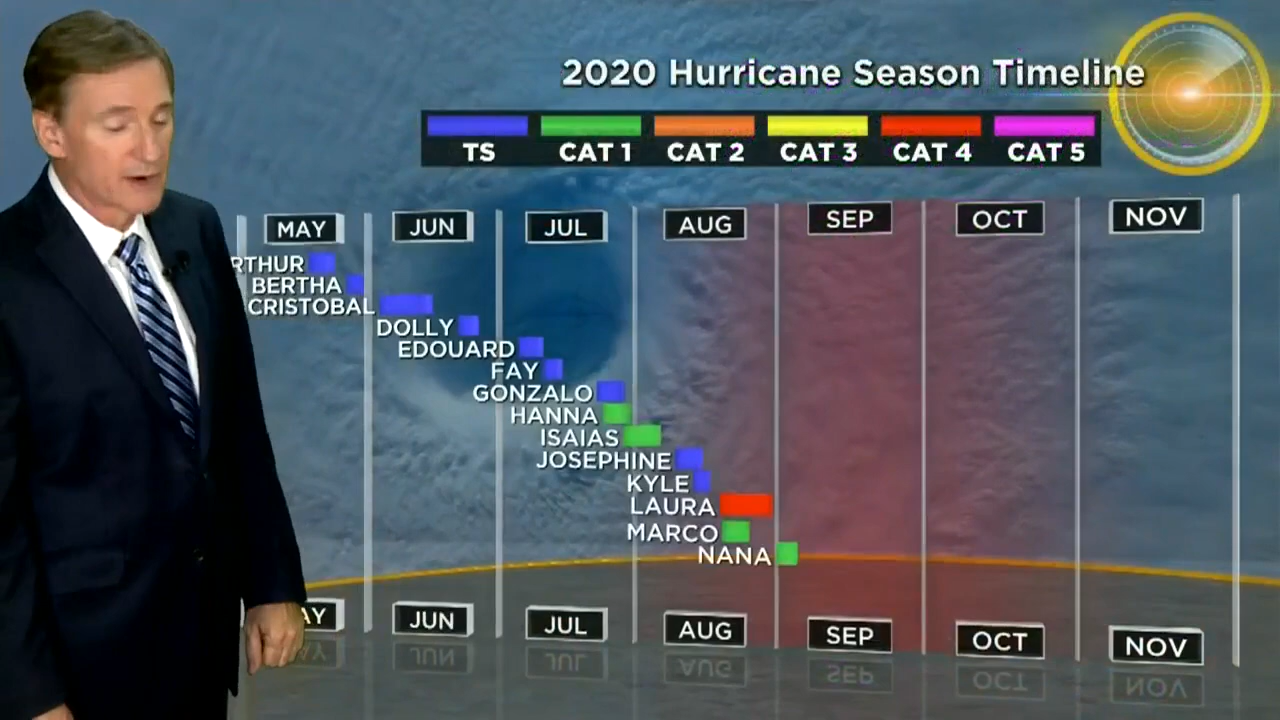 2020 Hurricane Season Timeline
TS CAT 1 CAT 2 CAT 3 CAT 4 CAT 5
MAY JUN JUL AUG SEP OCT NOV
RTHUR
BERTHA
CRISTOBAL
DOLLY
EDOUARD
FAY
GONZALO
HANNA
ISAIAS
JOSEPHINE
KYLE
LAURA
MARCO
NANA
AY JUN JUL AUG SEP OCT NOV